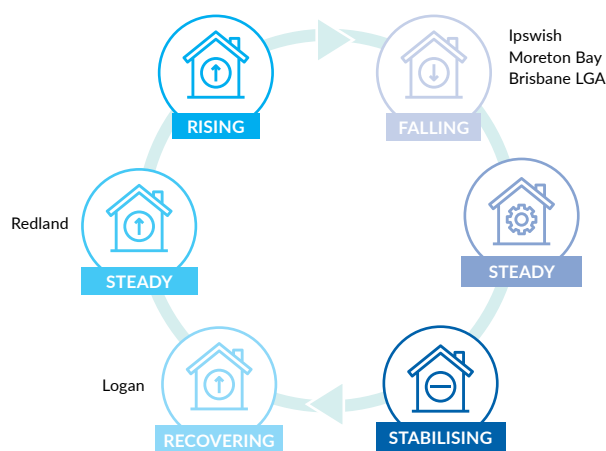 RISING
FALLING
Ipswish
Moreton Bay
Brisbane LGA
Redland
STEADY
STEADY
Logan
RECOVERING
STABILISING